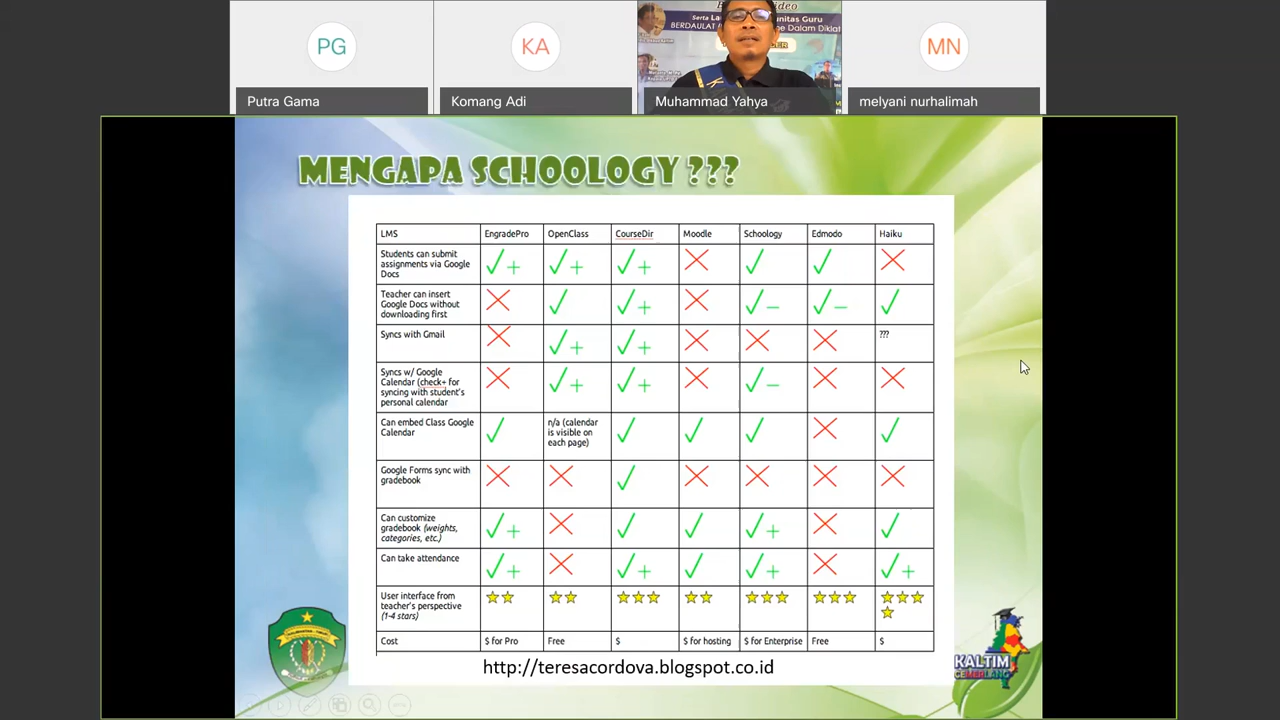 PG
KA
MN
Putra Gama
Komang Adi
Muhammad Yahya
melyani nurhalimah
Serta
BERDAULAT
Dalam Diklat
MENGAPA SCHOOLOGY ???
LMS EngradePro OpenClass CourseDir Moodle Schoology Edmodo Haiku
Students can submit
assignments via Google
Docs
Teacher can insert
Google Docs without
downloading first
Syncs with Gmail ???
Syncs w/ Google
Calendar (check+ for
syncing with student's
personal calendar
Can embed Class Google
Calendar
n/a (calendar
is visible on
each page)
Google Forms sync with
gradebook
Can customize
gradebook (weights,
categories, etc.)
Can take attendance
User interface from
teacher's perspective
(1-4 stars)
Cost $ for Pro Free $ $ for hosting $ for Enterprise Free $
http://teresacordova.blogspot.co.id
KALTIM
CEMERLANG